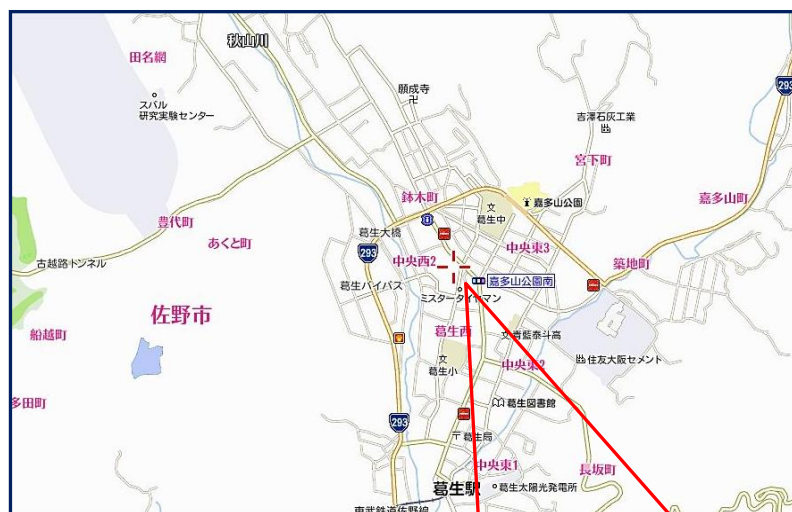 秋山川
田名網
スバル
研究実験センター
願成寺
吉澤石灰工業
293
宮下町
鉢木町
嘉多山公園
嘉多山町
文
葛生中
豊代町
あくと町
葛生大橋
中央東3
古越路トンネル
293
中央西2
築地町
葛生バイパス
嘉多山公園南
ミスタータイヤマン
佐野市
船越町
葛生西
文青藍泰斗高
住友大阪セメント
文
葛生小
中央東2
多田町
293
葛生図書館
葛生局
中央東1
長坂町
葛生駅
葛生太陽光発電所
東武鉄道佐野線